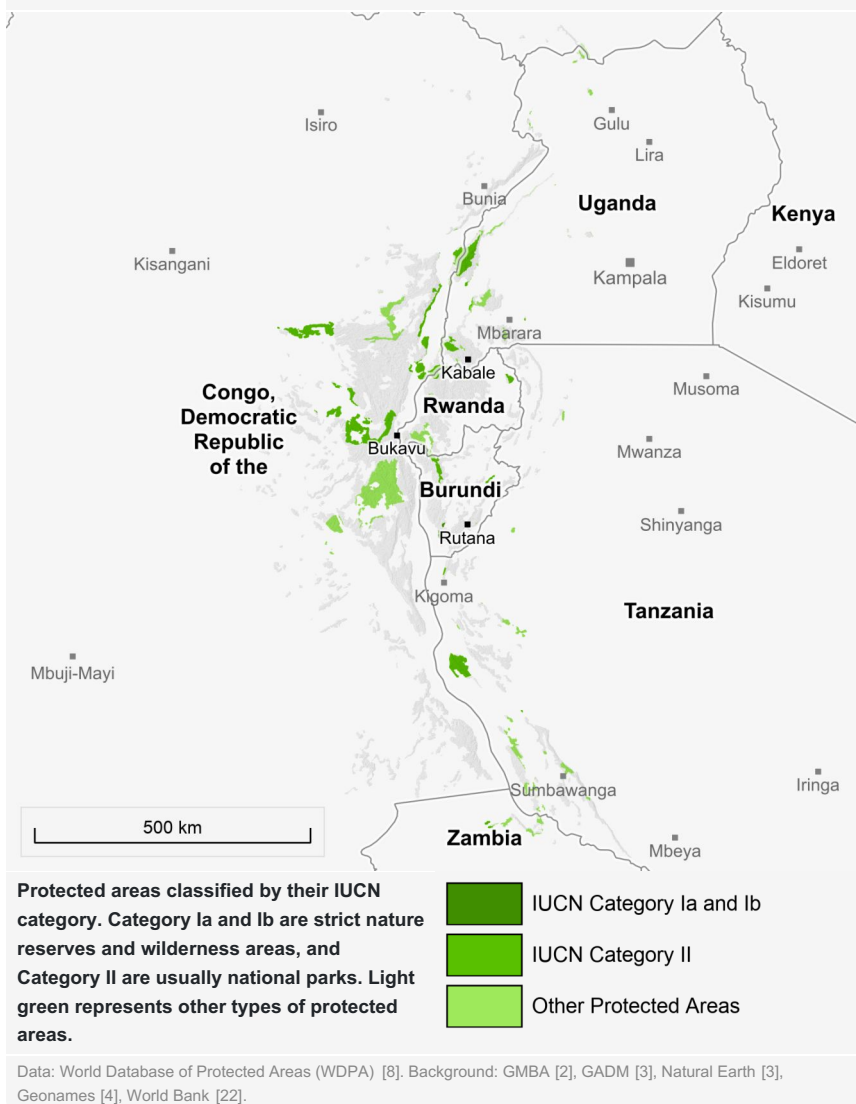 Isiro
Gulu
Lira
Bunia
Uganda
Kenya
Kisangani
Eldoret
Kampala
Kisumu
Mbarara
Kabale
Musoma
Congo,
Democratic
Republic
of the
Rwanda
Bukavu
Mwanza
Burundi
Shinyanga
Rutana
Kigoma
Tanzania
Mbuji-Mayi
Sumbawanga
Iringa
500 km
Zambia
Mbeya
Protected areas classified by their IUCN
category. Category Ia and Ib are strict nature
reserves and wilderness areas, and
Category II are usually national parks. Light
green represents other types of protected
areas.
IUCN Category Ia and Ib
IUCN Category II
Other Protected Areas
Data: World Database of Protected Areas (WDPA) [8]. Background: GMBA [2], GADM [3], Natural Earth [3],
Geonames [4], World Bank [22].